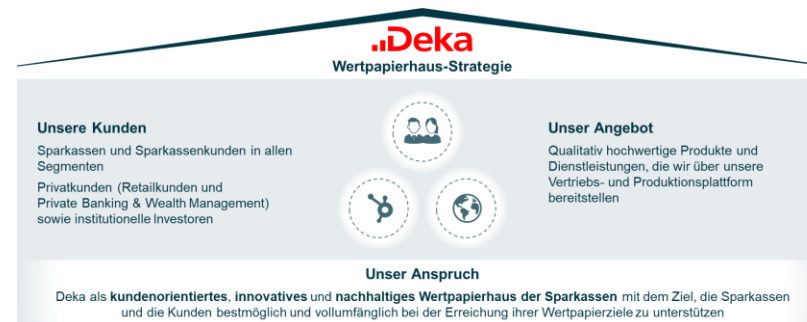 Deka
Wertpapierhaus-Strategie
Unsere Kunden
Sparkassen und Sparkassenkunden in allen
Segmenten
Privatkunden (Retailkunden und
Private Banking & Wealth Management)
sowie institutionelle Investoren
Unser Angebot
Qualitativ hochwertige Produkte und
Dienstleistungen, die wir über unsere
Vertriebs- und Produktionsplattform
bereitstellen
Unser Anspruch
Deka als kundenorientiertes, innovatives und nachhaltiges Wertpapierhaus der Sparkassen mit dem Ziel, die Sparkassen
und die Kunden bestmöglich und vollumfänglich bei der Erreichung ihrer Wertpapierziele zu unterstützen